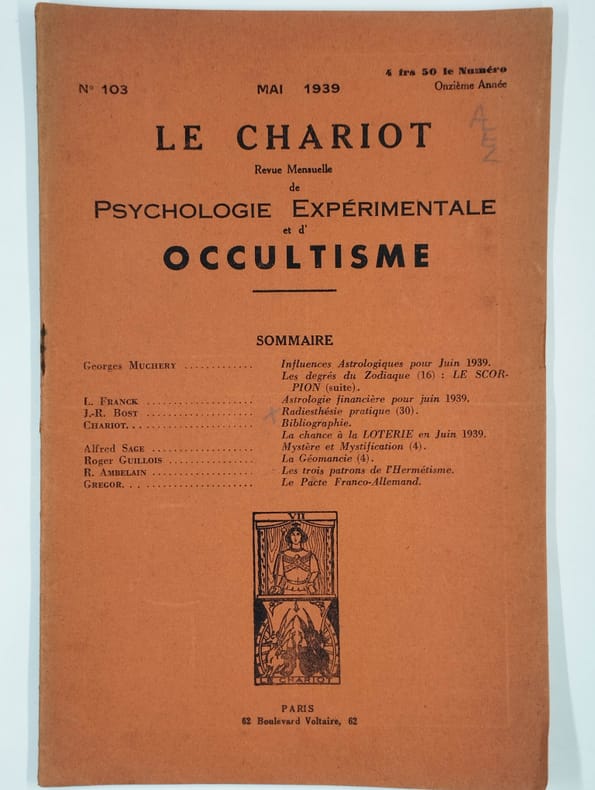 4 frs 50 le Numéro
N° 103 MAI 1939 Onzième Année
LE CHARIOT
Revue Mensuelle
de
PSYCHOLOGIE EXPÉRIMENTALE
et d'
OCCULTISME
SOMMAIRE
Georges MUCHERY .............. Influences Astrologiques pour Juin 1939.
Les degrés du Zodiaque (16) : LE SCOR-
PION (suite).
L. FRANCK ..................... Astrologie financière pour juin 1939.
J.-R. BOST ..................... Radiesthésie pratique (30).
CHARIOT. . ..................... Bibliographie.
La chance à la LOTERIE en Juin 1939.
Alfred SAGE .................... Mystère et Mystification (4).
Roger GUILLOIS ................. La Géomancie (4).
R. AMBELAIN .................... Les trois patrons de l'Hermétisme.
GREGOR. . . ..................... Le Pacte Franco-Allemand.
VII
LE CHARIOT
PARIS
62 Boulevard Voltaire, 62